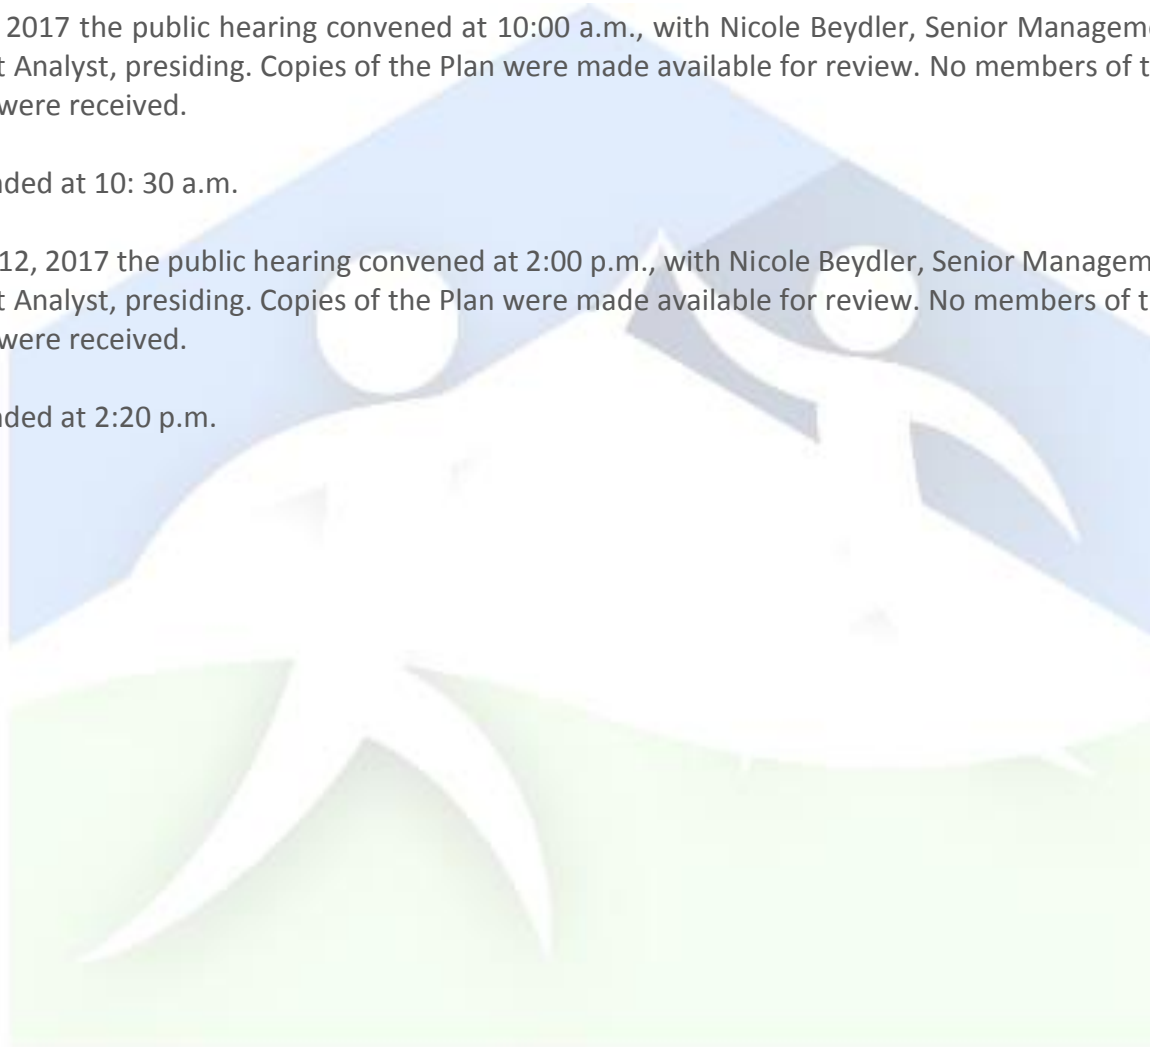 2017 the public hearing convened at 10:00 a.m., with Nicole Beydler, Senior Manageme
t Analyst, presiding. Copies of the Plan were made available for review. No members of t
were received.
nded at 10: 30 a.m.
12, 2017 the public hearing convened at 2:00 p.m., with Nicole Beydler, Senior Managem
t Analyst, presiding. Copies of the Plan were made available for review. No members of t
were received.
nded at 2:20 p.m.